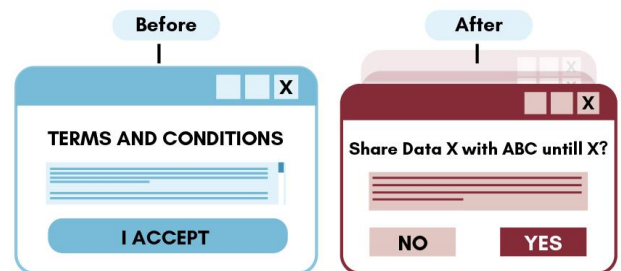 Before
X
TERMS AND CONDITIONS
I ACCEPT
After
X
X
X
Share Data X with ABC untill X?
NO
YES